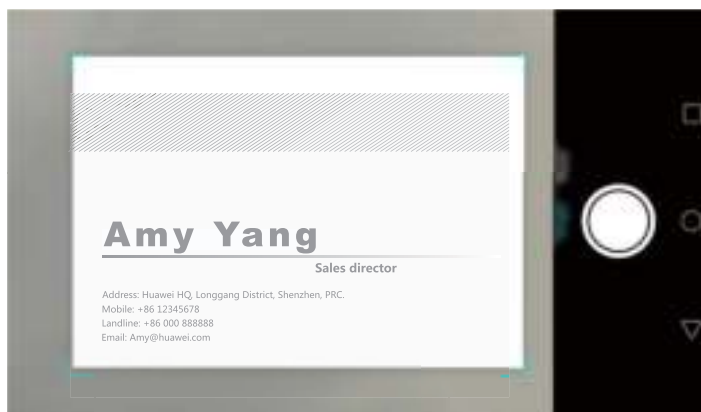 Amy Yang
Sales director
Address: Huawei HQ, Longgang District, Shenzhen, PRC.
Mobile: +86 12345678
Landline: +86 000 888888
Email: Amy@huawei.com